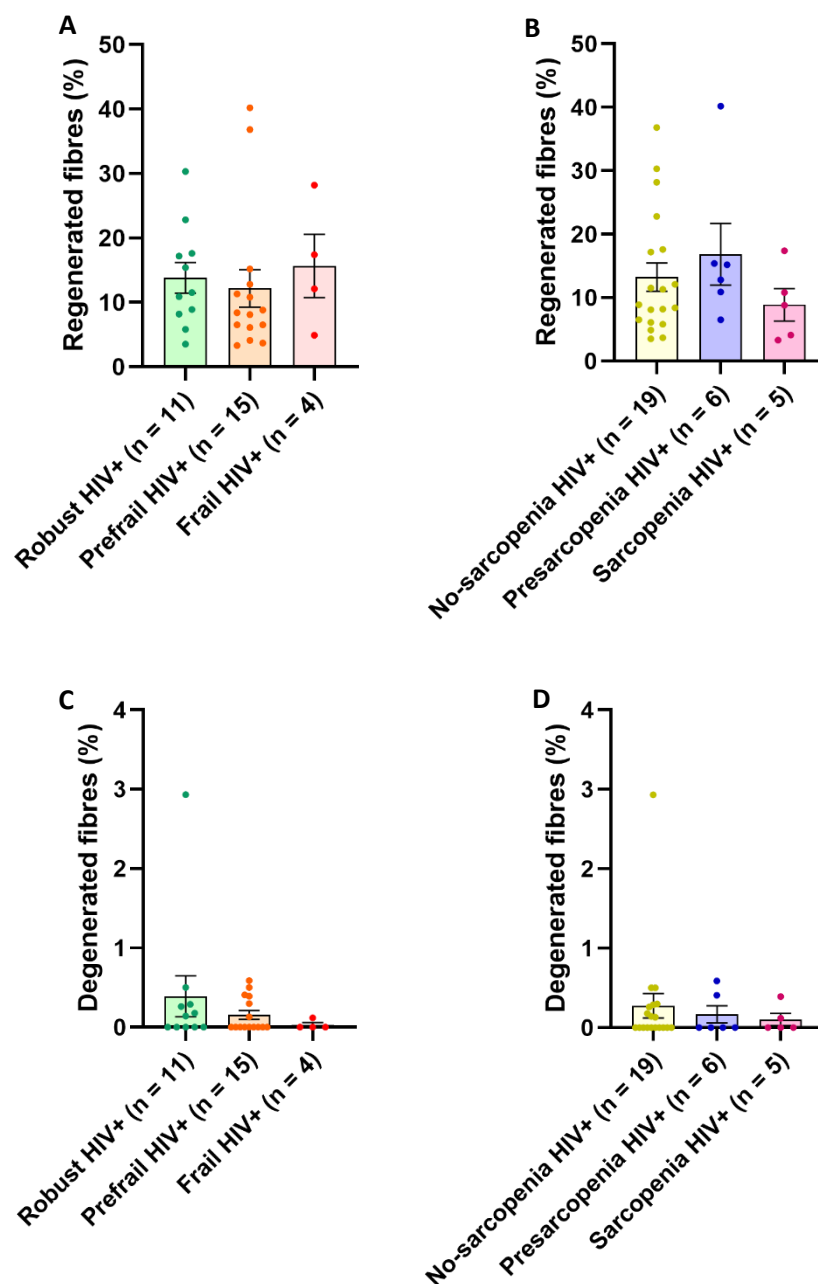 A
Regenerated fibres (%)
50
40
30
20
10
0
Robust HIV+ (n = 11)
Prefrail HIV+ (n = 15)
Frail HIV+ (n = 4)
B
Regenerated fibres (%)
50
40
30
20
10
0
No-sarcopenia HIV+ (n = 19)
Presarcopenia HIV+ (n = 6)
Sarcopenia HIV+ (n = 5)
C
Degenerated fibres (%)
4
3
2
1
0
Robust HIV+ (n = 11)
Prefrail HIV+ (n = 15)
Frail HIV+ (n = 4)
D
Degenerated fibres (%)
4
3
2
1
0
No-sarcopenia HIV+ (n = 19)
Presarcopenia HIV+ (n = 6)
Sarcopenia HIV+ (n = 5)